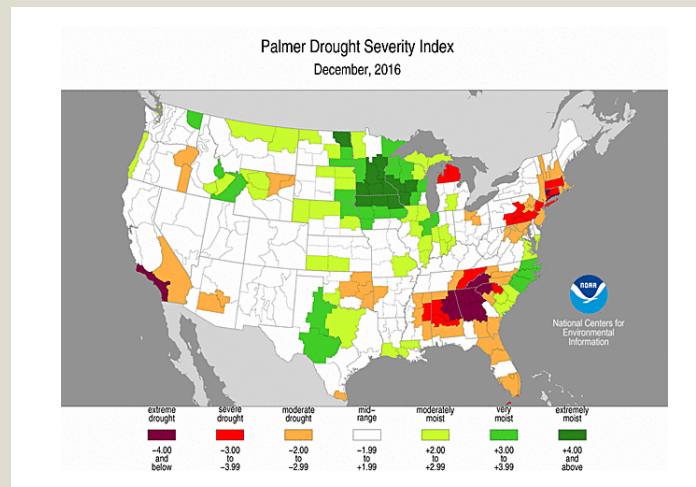 Palmer Drought Severity Index
December, 2016
NOAA
National Centers for
Environmental
Information
extreme
drought
severe
drought
moderate
drought
mid–
range
moderately
moist
very
moist
extremely
moist
−4.00
and
below
−3.00
to
−3.99
−2.00
to
−2.99
−1.99
to
+1.99
+2.00
to
+2.99
+3.00
to
+3.99
+4.00
and
above